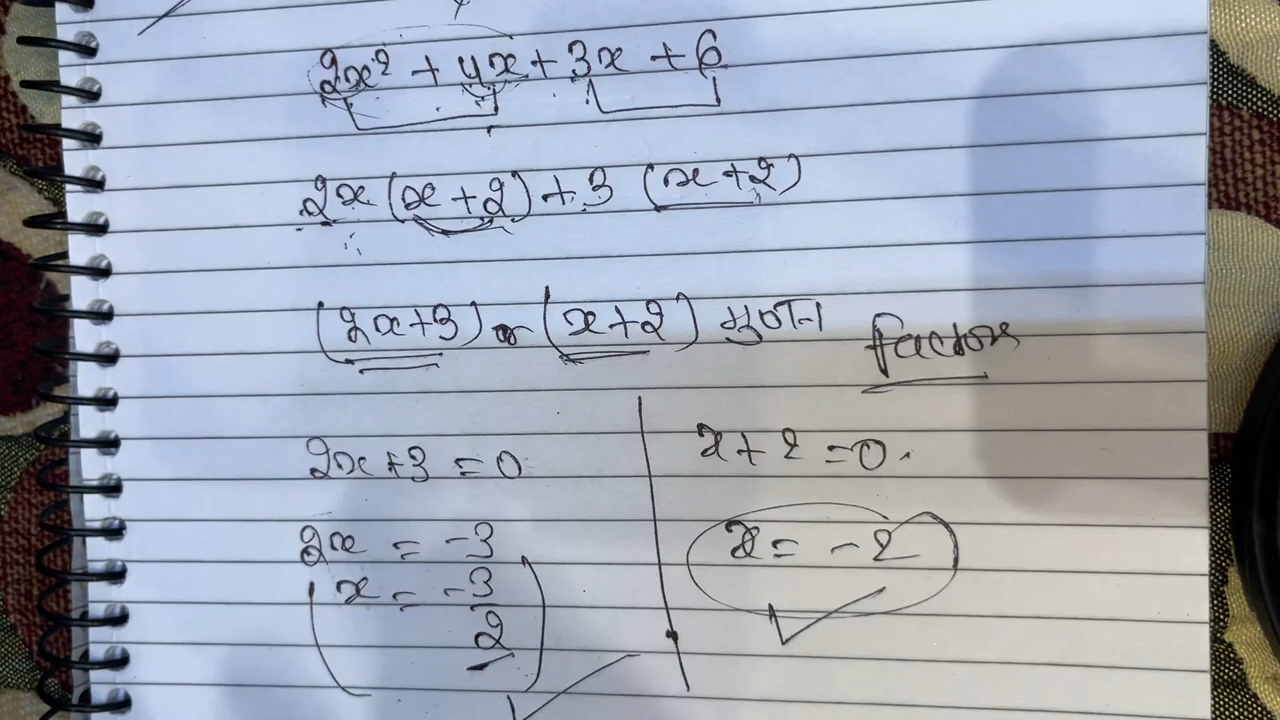 2x² + 4x + 3x + 6
2x (x + 2) + 3 (x + 2)
(2x + 3) or (x + 2) factors
2x + 3 = 0
x + 2 = 0.
2x = -3
x = -2
x = -3
2